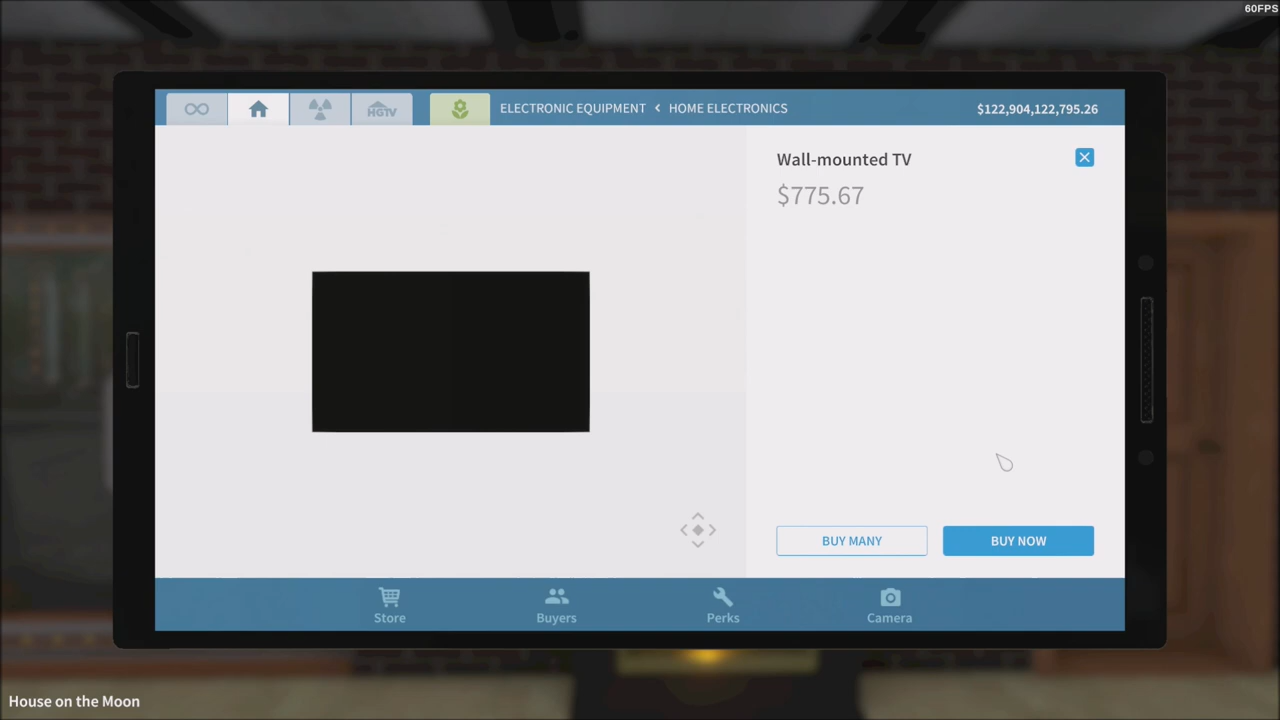 60FPS
HGTV
ELECTRONIC EQUIPMENT < HOME ELECTRONICS
$122,904,122,795.26
Wall-mounted TV
$775.67
BUY MANY
BUY NOW
Store
Buyers
Perks
Camera
House on the Moon